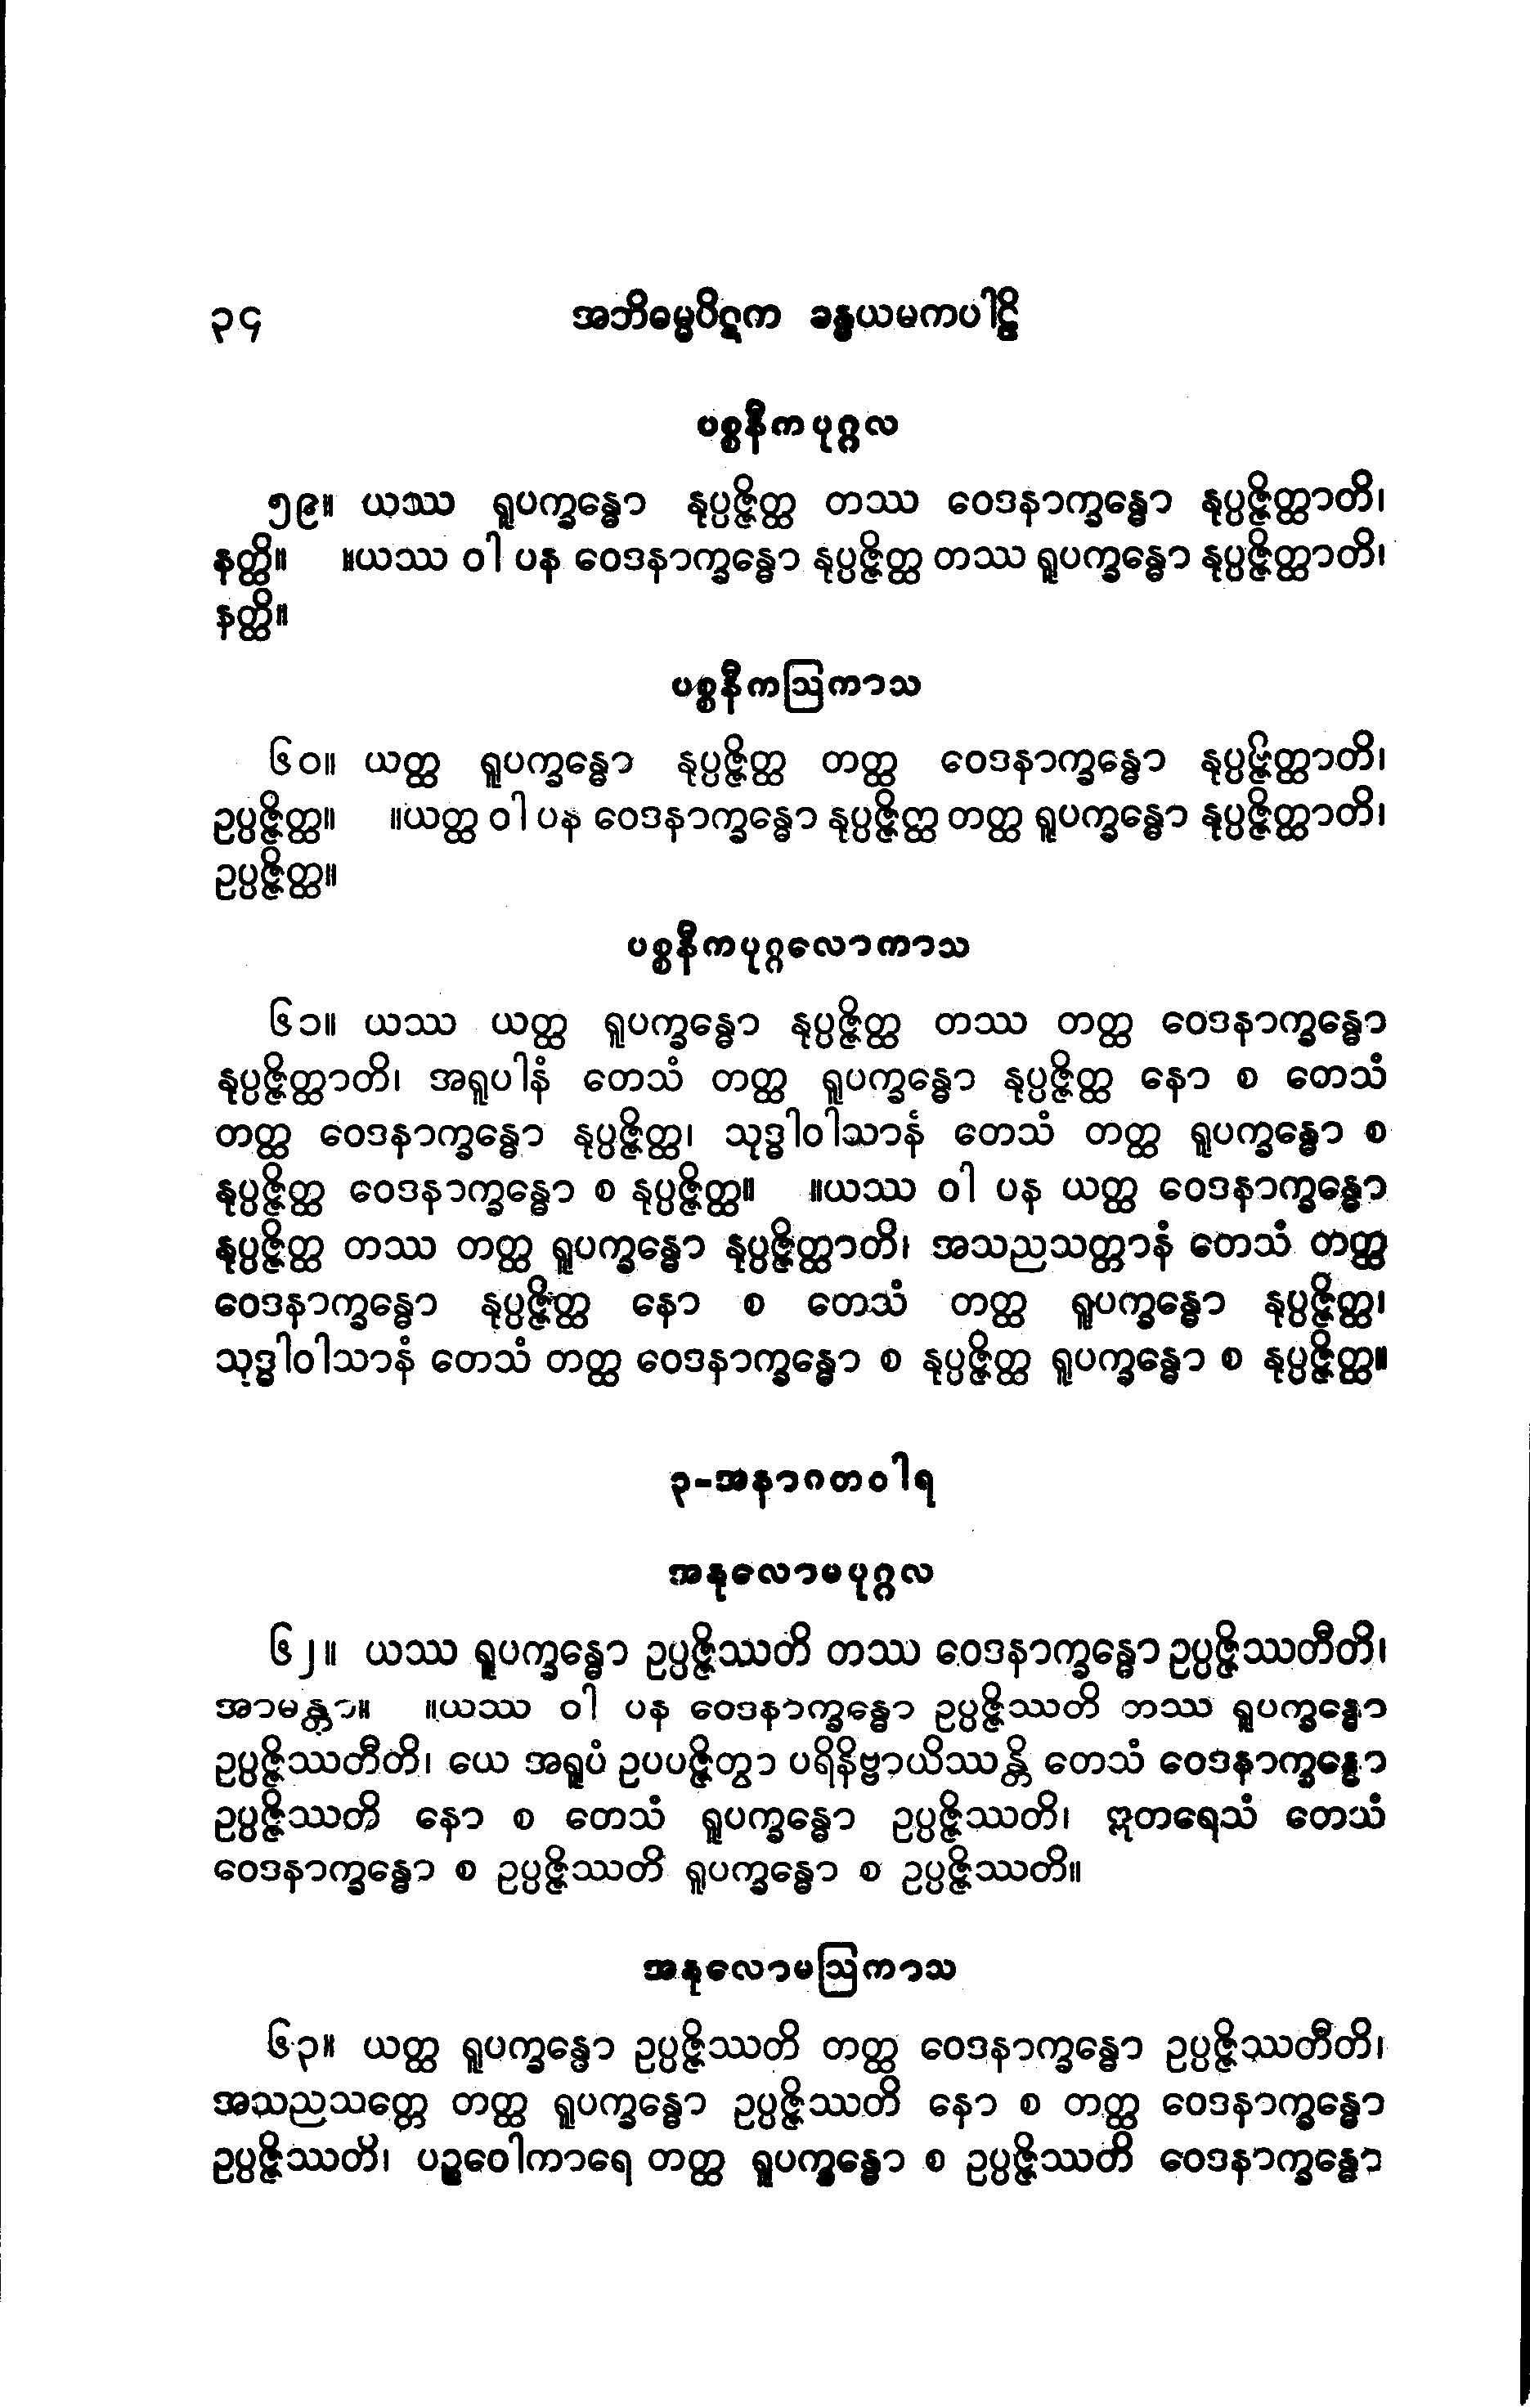 ၃၄ အဘိဓမ္မပိဋက ခန္ဓယမကပါဠိ
ပစ္စနီကပုဂ္ဂလ
၅၉။ ယဿ ရူပက္ခန္ဓော နုပ္ပဇ္ဇိတ္ထ တဿ ဝေဒနာက္ခန္ဓော နုပ္ပဇ္ဇိတ္ထာတိ၊
နတ္ထိ။ ။ယဿ ဝါ ပန ဝေဒနာက္ခန္ဓော နုပ္ပဇ္ဇိတ္ထ တဿ ရူပက္ခန္ဓော နုပ္ပဇ္ဇိတ္ထာတိ၊
နတ္ထိ။
ပစ္စနီကဩကာသ
၆၀။ ယတ္ထ ရူပက္ခန္ဓော နုပ္ပဇ္ဇိတ္ထ တတ္ထ ဝေဒနာက္ခန္ဓော နုပ္ပဇ္ဇိတ္ထာတိ၊
ဥပ္ပဇ္ဇိတ္ထ။ ။ယတ္ထ ဝါ ပန ဝေဒနာက္ခန္ဓော နုပ္ပဇ္ဇိတ္ထ တတ္ထ ရူပက္ခန္ဓော နုပ္ပဇ္ဇိတ္ထာတိ၊
ဥပ္ပဇ္ဇိတ္ထ။
ပစ္စနီကပုဂ္ဂလောကာသ
၆၁။ ယဿ ယတ္ထ ရူပက္ခန္ဓော နုပ္ပဇ္ဇိတ္ထ တဿ တတ္ထ ဝေဒနာက္ခန္ဓော
နုပ္ပဇ္ဇိတ္ထာတိ၊ အရူပါနံ တေသံ တတ္ထ ရူပက္ခန္ဓော နုပ္ပဇ္ဇိတ္ထ နော စ တေသံ
တတ္ထ ဝေဒနာက္ခန္ဓော နုပ္ပဇ္ဇိတ္ထ၊ သုဒ္ဓါဝါသာနံ တေသံ တတ္ထ ရူပက္ခန္ဓော စ
နုပ္ပဇ္ဇိတ္ထ ဝေဒနာက္ခန္ဓော စ နုပ္ပဇ္ဇိတ္ထ။ ။ယဿ ဝါ ပန ယတ္ထ ဝေဒနာက္ခန္ဓော
နုပ္ပဇ္ဇိတ္ထ တဿ တတ္ထ ရူပက္ခန္ဓော နုပ္ပဇ္ဇိတ္ထာတိ၊ အသညသတ္တာနံ တေသံ တတ္ထ
ဝေဒနာက္ခန္ဓော နုပ္ပဇ္ဇိတ္ထ နော စ တေသံ တတ္ထ ရူပက္ခန္ဓော နုပ္ပဇ္ဇိတ္ထ၊
သုဒ္ဓါဝါသာနံ တေသံ တတ္ထ ဝေဒနာက္ခန္ဓော စ နုပ္ပဇ္ဇိတ္ထ ရူပက္ခန္ဓော စ နုပ္ပဇ္ဇိတ္ထ။
၃-အနာဂတဝါရ
အနုလောမပုဂ္ဂလ
၆၂။ ယဿ ရူပက္ခန္ဓော ဥပ္ပဇ္ဇိဿတိ တဿ ဝေဒနာက္ခန္ဓော ဥပ္ပဇ္ဇိဿတီတိ၊
အာမန္တာ။ ။ယဿ ဝါ ပန ဝေဒနာက္ခန္ဓော ဥပ္ပဇ္ဇိဿတိ တဿ ရူပက္ခန္ဓော
ဥပ္ပဇ္ဇိဿတီတိ၊ ယေ အရူပံ ဥပပဇ္ဇိတွာ ပရိနိဗ္ဗာယိဿန္တိ တေသံ ဝေဒနာက္ခန္ဓော
ဥပ္ပဇ္ဇိဿတိ နော စ တေသံ ရူပက္ခန္ဓော ဥပ္ပဇ္ဇိဿတိ၊ ဣတရေသံ တေသံ
ဝေဒနာက္ခန္ဓော စ ဥပ္ပဇ္ဇိဿတိ ရူပက္ခန္ဓော စ ဥပ္ပဇ္ဇိဿတိ။
အနုလောမဩကာသ
၆၃။ ယတ္ထ ရူပက္ခန္ဓော ဥပ္ပဇ္ဇိဿတိ တတ္ထ ဝေဒနာက္ခန္ဓော ဥပ္ပဇ္ဇိဿတီတိ၊
အသညသတ္တေ တတ္ထ ရူပက္ခန္ဓော ဥပ္ပဇ္ဇိဿတိ နော စ တတ္ထ ဝေဒနာက္ခန္ဓော
ဥပ္ပဇ္ဇိဿတိ၊ ပဉ္စဝေါကာရေ တတ္ထ ရူပက္ခန္ဓော စ ဥပ္ပဇ္ဇိဿတိ ဝေဒနာက္ခန္ဓော